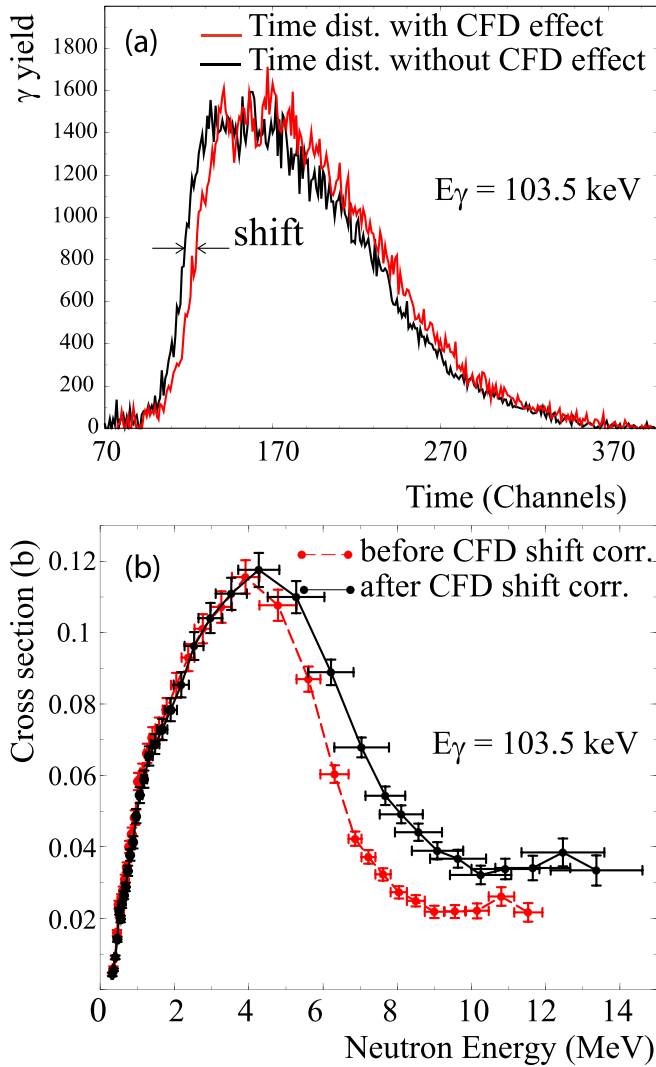 (a)
Time dist. with CFD effect
Time dist. without CFD effect
γ yield
1800
1600
1400
1200
1000
800
600
400
200
0
Eγ = 103.5 keV
shift
70
170
270
370
Time (Channels)
(b)
before CFD shift corr.
after CFD shift corr.
Cross section (b)
0.12
0.1
0.08
0.06
0.04
0.02
Eγ = 103.5 keV
0
2
4
6
8
10
12
14
Neutron Energy (MeV)